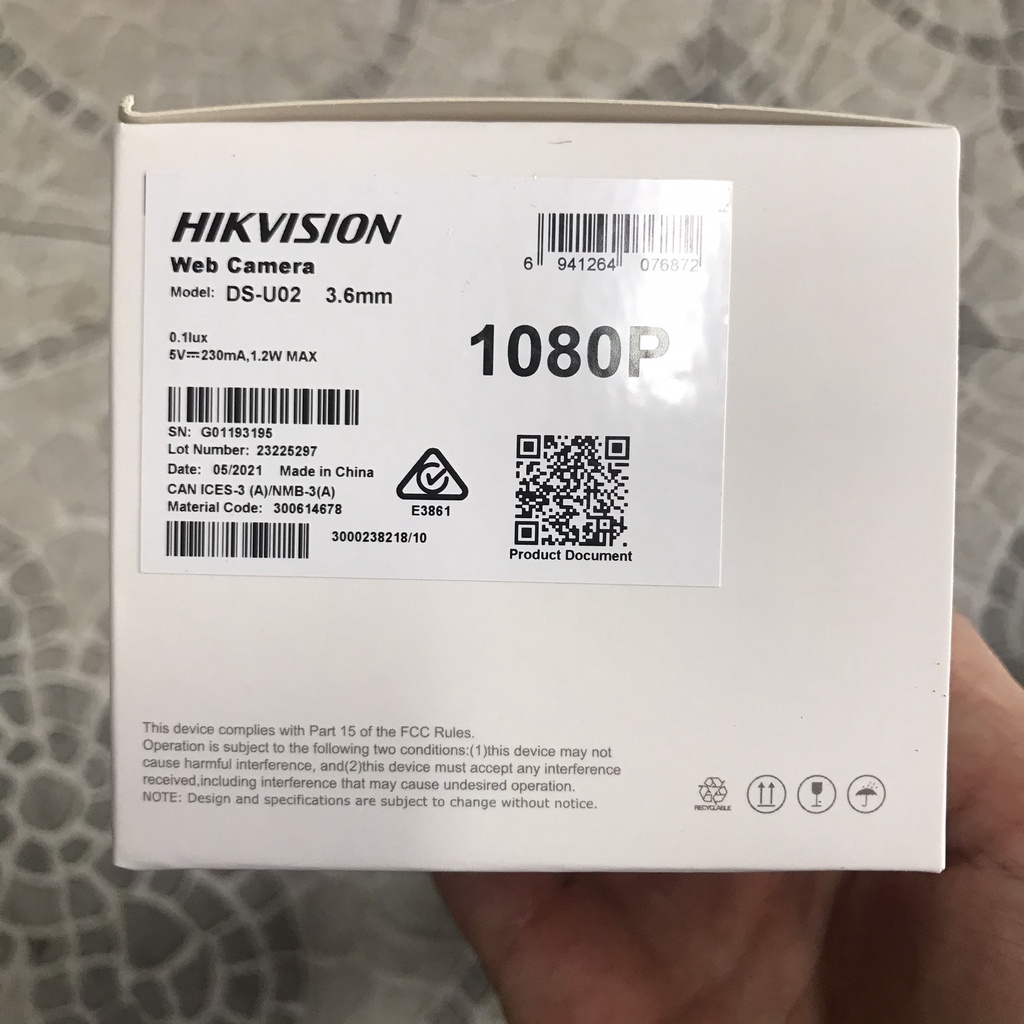 HIKVISION
Web Camera
Model: DS-U02 3.6mm
6 941264 076872
0.1lux
5V⎓230mA,1.2W MAX
1080P
SN: G01193195
Lot Number: 23225297
Date: 05/2021 Made in China
CAN ICES-3 (A)/NMB-3(A)
Material Code: 300614678
E3861
3000238218/10
Product Document
This device complies with Part 15 of the FCC Rules.
Operation is subject to the following two conditions:(1)this device may not
cause harmful interference, and(2)this device must accept any interference
received,including interference that may cause undesired operation.
NOTE: Design and specifications are subject to change without notice.
RECYCLABLE